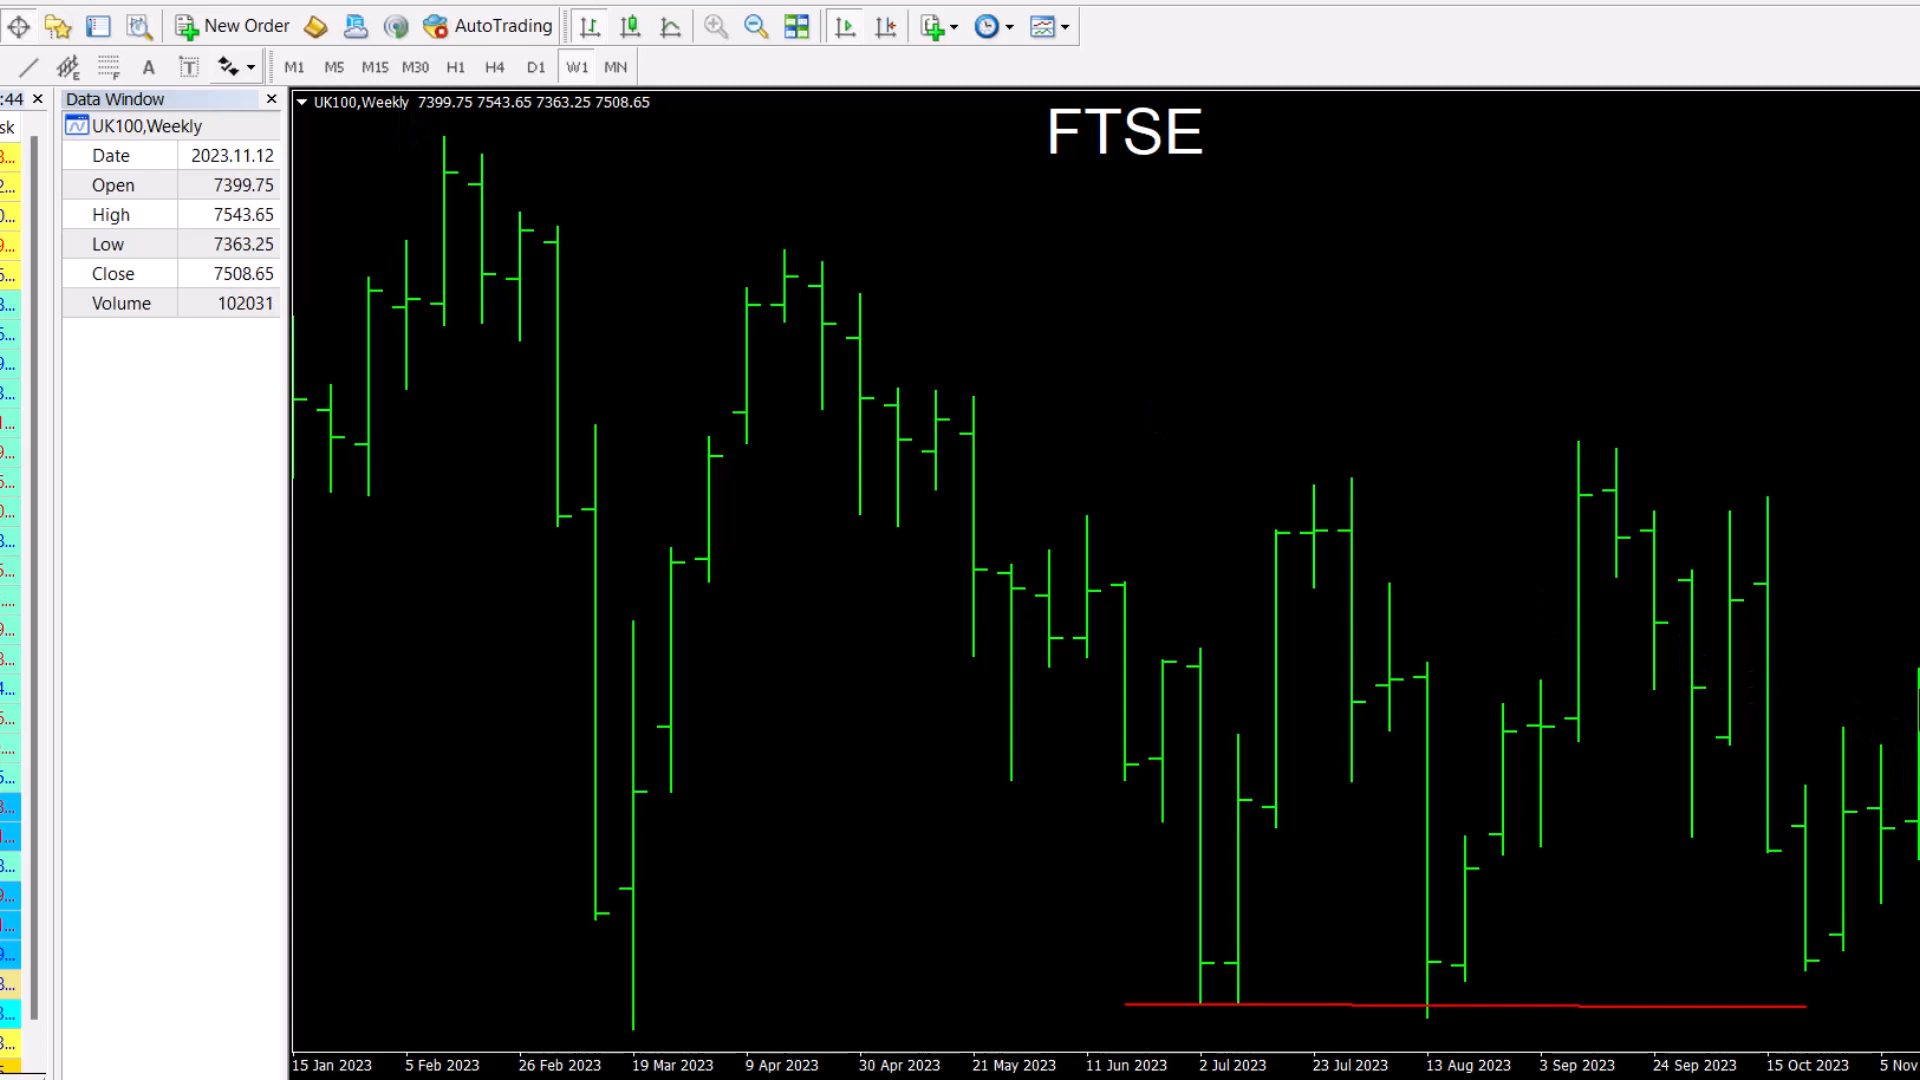 New Order AutoTrading
E F A T M1 M5 M15 M30 H1 H4 D1 W1 MN
:44 Data Window
sk
UK100,Weekly
Date 2023.11.12
Open 7399.75
High 7543.65
Low 7363.25
Close 7508.65
Volume 102031
UK100,Weekly 7399.75 7543.65 7363.25 7508.65
FTSE
15 Jan 2023 5 Feb 2023 26 Feb 2023 19 Mar 2023 9 Apr 2023 30 Apr 2023 21 May 2023 11 Jun 2023 2 Jul 2023 23 Jul 2023 13 Aug 2023 3 Sep 2023 24 Sep 2023 15 Oct 2023 5 Nov